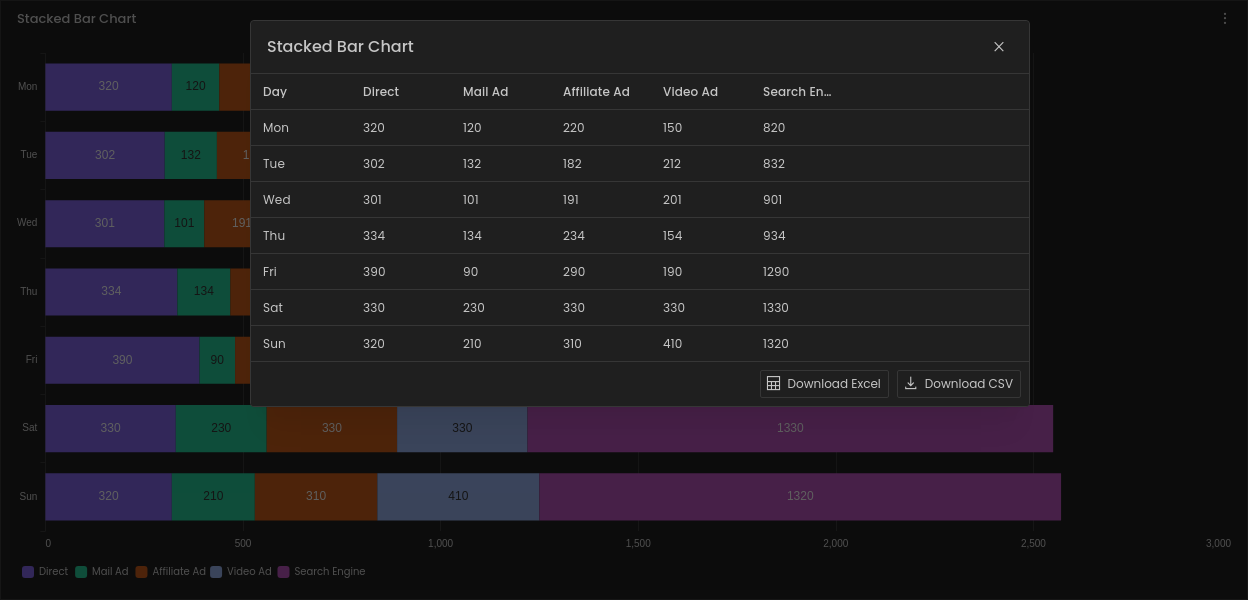 Stacked Bar Chart
Stacked Bar Chart
Day Direct Mail Ad Affiliate Ad Video Ad Search En...
Mon 320 120 220 150 820
Tue 302 132 182 212 832
Wed 301 101 191 201 901
Thu 334 134 234 154 934
Fri 390 90 290 190 1290
Sat 330 230 330 330 1330
Sun 320 210 310 410 1320
Download Excel Download CSV
Mon 320 120
Tue 302 132
Wed 301 101 191
Thu 334 134
Fri 390 90
Sat 330 230 330 330 1330
Sun 320 210 310 410 1320
0 500 1,000 1,500 2,000 2,500 3,000
Direct Mail Ad Affiliate Ad Video Ad Search Engine